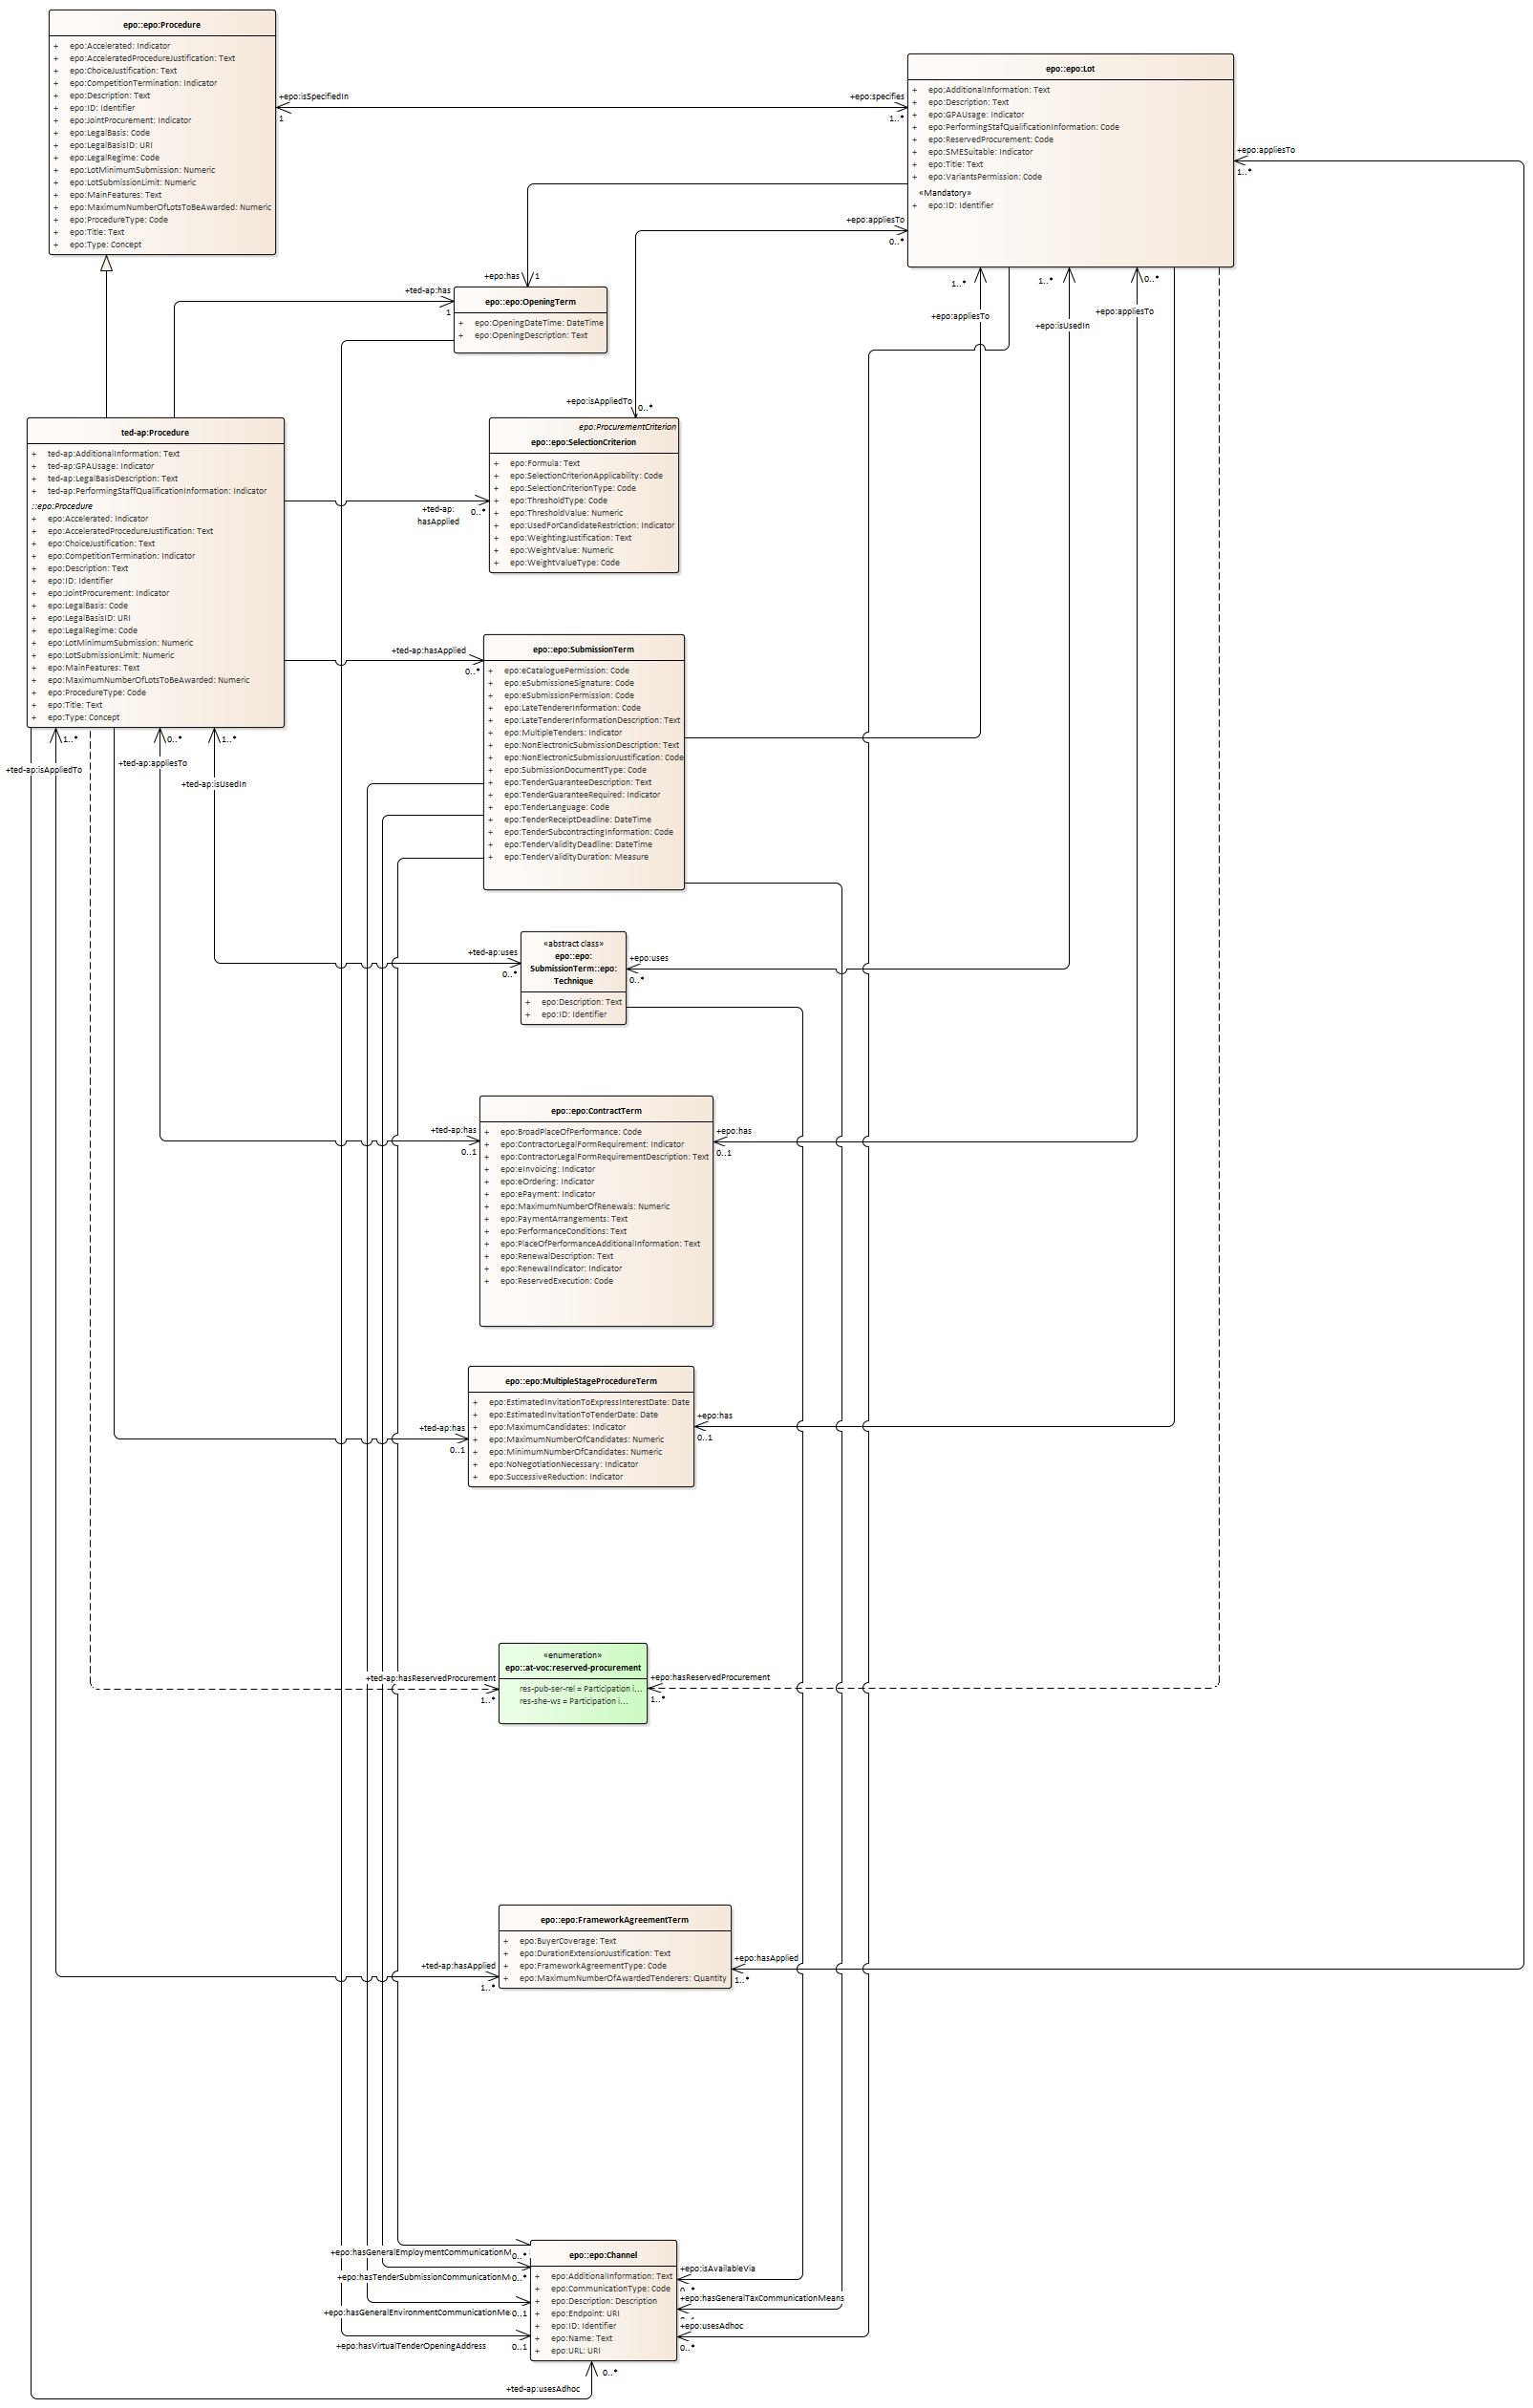 epo::epo:Procedure
+ epo:Accelerated: Indicator
+ epo:AcceleratedProcedureJustification: Text
+ epo:ChoiceJustification: Text
+ epo:CompetitionTermination: Indicator
+ epo:Description: Text
+ epo:ID: Identifier
+ epo:JointProcurement: Indicator
+ epo:LegalBasis: Code
+ epo:LegalBasisID: URI
+ epo:LegalRegime: Code
+ epo:LotMinimumSubmission: Numeric
+ epo:LotSubmissionLimit: Numeric
+ epo:MainFeatures: Text
+ epo:MaximumNumberOfLotsToBeAwarded: Numeric
+ epo:ProcedureType: Code
+ epo:Title: Text
+ epo:Type: Concept
+epo:isSpecifiedIn
1
+epo:specifies
1..*
epo::epo:Lot
+ epo:AdditionalInformation: Text
+ epo:Description: Text
+ epo:GPAUsage: Indicator
+ epo:PerformingStafQualificationInformation: Code
+ epo:ReservedProcurement: Code
+ epo:SMESuitable: Indicator
+ epo:Title: Text
+ epo:VariantsPermission: Code
«Mandatory»
+ epo:ID: Identifier
+epo:appliesTo
1..*
+epo:appliesTo
0..*
+epo:has
1
+ted-ap:has
1
epo::epo:OpeningTerm
+ epo:OpeningDateTime: DateTime
+ epo:OpeningDescription: Text
1..*
+epo:appliesTo
1..*
+epo:isUsedIn
0..*
+epo:appliesTo
+epo:isAppliedTo
0..*
ted-ap:Procedure
+ ted-ap:AdditionalInformation: Text
+ ted-ap:GPAUsage: Indicator
+ ted-ap:LegalBasisDescription: Text
+ ted-ap:PerformingStaffQualificationInformation: Indicator
::epo:Procedure
+ epo:Accelerated: Indicator
+ epo:AcceleratedProcedureJustification: Text
+ epo:ChoiceJustification: Text
+ epo:CompetitionTermination: Indicator
+ epo:Description: Text
+ epo:ID: Identifier
+ epo:JointProcurement: Indicator
+ epo:LegalBasis: Code
+ epo:LegalBasisID: URI
+ epo:LegalRegime: Code
+ epo:LotMinimumSubmission: Numeric
+ epo:LotSubmissionLimit: Numeric
+ epo:MainFeatures: Text
+ epo:MaximumNumberOfLotsToBeAwarded: Numeric
+ epo:ProcedureType: Code
+ epo:Title: Text
+ epo:Type: Concept
epo:ProcurementCriterion
epo::epo:SelectionCriterion
+ epo:Formula: Text
+ epo:SelectionCriterionApplicability: Code
+ epo:SelectionCriterionType: Code
+ epo:ThresholdType: Code
+ epo:ThresholdValue: Numeric
+ epo:UsedForCandidateRestriction: Indicator
+ epo:WeightingJustification: Text
+ epo:WeightValue: Numeric
+ epo:WeightValueType: Code
+ted-ap:
hasApplied
0..*
+ted-ap:hasApplied
0..*
epo::epo:SubmissionTerm
+ epo:eCataloguePermission: Code
+ epo:eSubmissioneSignature: Code
+ epo:eSubmissionPermission: Code
+ epo:LateTendererInformation: Code
+ epo:LateTendererInformationDescription: Text
+ epo:MultipleTenders: Indicator
+ epo:NonElectronicSubmissionDescription: Text
+ epo:NonElectronicSubmissionJustification: Code
+ epo:SubmissionDocumentType: Code
+ epo:TenderGuaranteeDescription: Text
+ epo:TenderGuaranteeRequired: Indicator
+ epo:TenderLanguage: Code
+ epo:TenderReceiptDeadline: DateTime
+ epo:TenderSubcontractingInformation: Code
+ epo:TenderValidityDeadline: DateTime
+ epo:TenderValidityDuration: Measure
1..*
+ted-ap:isAppliedTo
0..*
+ted-ap:appliesTo
1..*
+ted-ap:isUsedIn
+ted-ap:uses
0..*
«abstract class»
epo::epo:
SubmissionTerm::epo:
Technique
+ epo:Description: Text
+ epo:ID: Identifier
+epo:uses
0..*
+ted-ap:has
0..1
epo::epo:ContractTerm
+ epo:BroadPlaceOfPerformance: Code
+ epo:ContractorLegalFormRequirement: Indicator
+ epo:ContractorLegalFormRequirementDescription: Text
+ epo:eInvoicing: Indicator
+ epo:eOrdering: Indicator
+ epo:ePayment: Indicator
+ epo:MaximumNumberOfRenewals: Numeric
+ epo:PaymentArrangements: Text
+ epo:PerformanceConditions: Text
+ epo:PlaceOfPerformanceAdditionalInformation: Text
+ epo:RenewalDescription: Text
+ epo:RenewalIndicator: Indicator
+ epo:ReservedExecution: Code
+epo:has
0..1
+ted-ap:has
0..1
epo::epo:MultipleStageProcedureTerm
+ epo:EstimatedInvitationToExpressInterestDate: Date
+ epo:EstimatedInvitationToTenderDate: Date
+ epo:MaximumCandidates: Indicator
+ epo:MaximumNumberOfCandidates: Numeric
+ epo:MinimumNumberOfCandidates: Numeric
+ epo:NoNegotiationNecessary: Indicator
+ epo:SuccessiveReduction: Indicator
+epo:has
0..1
+ted-ap:hasReservedProcurement
1..*
«enumeration»
epo::at-voc:reserved-procurement
res-pub-ser-rel = Participation i...
res-she-ws = Participation i...
+epo:hasReservedProcurement
1..*
+ted-ap:hasApplied
1..*
epo::epo:FrameworkAgreementTerm
+ epo:BuyerCoverage: Text
+ epo:DurationExtensionJustification: Text
+ epo:FrameworkAgreementType: Code
+ epo:MaximumNumberOfAwardedTenderers: Quantity
+epo:hasApplied
1..*
+epo:hasGeneralEmploymentCommunicationM
0..*
+epo:hasTenderSubmissionCommunicationM
0..*
+epo:hasGeneralEnvironmentCommunicationMe
0..1
+epo:hasVirtualTenderOpeningAddress
0..1
epo::epo:Channel
+ epo:AdditionalInformation: Text
+ epo:CommunicationType: Code
+ epo:Description: Description
+ epo:Endpoint: URI
+ epo:ID: Identifier
+ epo:Name: Text
+ epo:URL: URI
+epo:isAvailableVia
+epo:hasGeneralTaxCommunicationMeans
+epo:usesAdhoc
0..*
0..*
+ted-ap:usesAdhoc